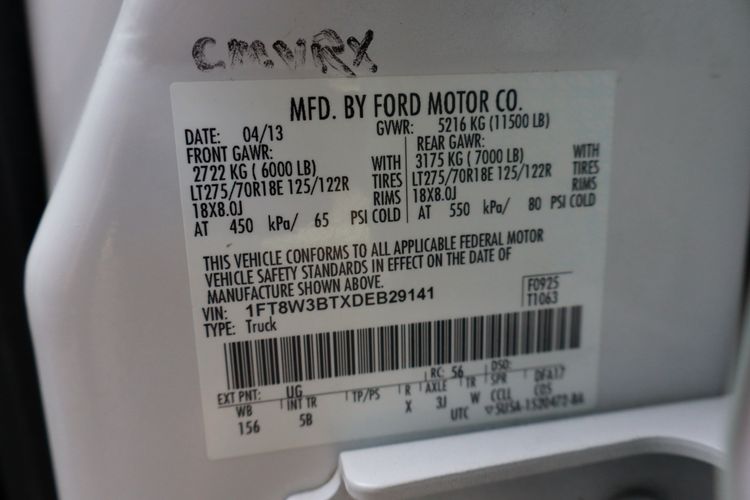 CMVRX
MFD. BY FORD MOTOR CO.
DATE: 04/13 GVWR: 5216 KG (11500 LB)
FRONT GAWR: REAR GAWR:
2722 KG ( 6000 LB) WITH 3175 KG ( 7000 LB) WITH
LT275/70R18E 125/122R TIRES LT275/70R18E 125/122R TIRES
18X8.0J RIMS 18X8.0J RIMS
AT 450 kPa/ 65 PSI COLD AT 550 kPa/ 80 PSI COLD
THIS VEHICLE CONFORMS TO ALL APPLICABLE FEDERAL MOTOR
VEHICLE SAFETY STANDARDS IN EFFECT ON THE DATE OF
MANUFACTURE SHOWN ABOVE.
VIN: 1FT8W3BTXDEB29141 F0925
TYPE: Truck T1063
EXT PNT: UG RC: 56 DSO:
WB INT TR TP/PS R AXLE TR SPR DFA17
156 5B X 3J W CCLL COS
UTC